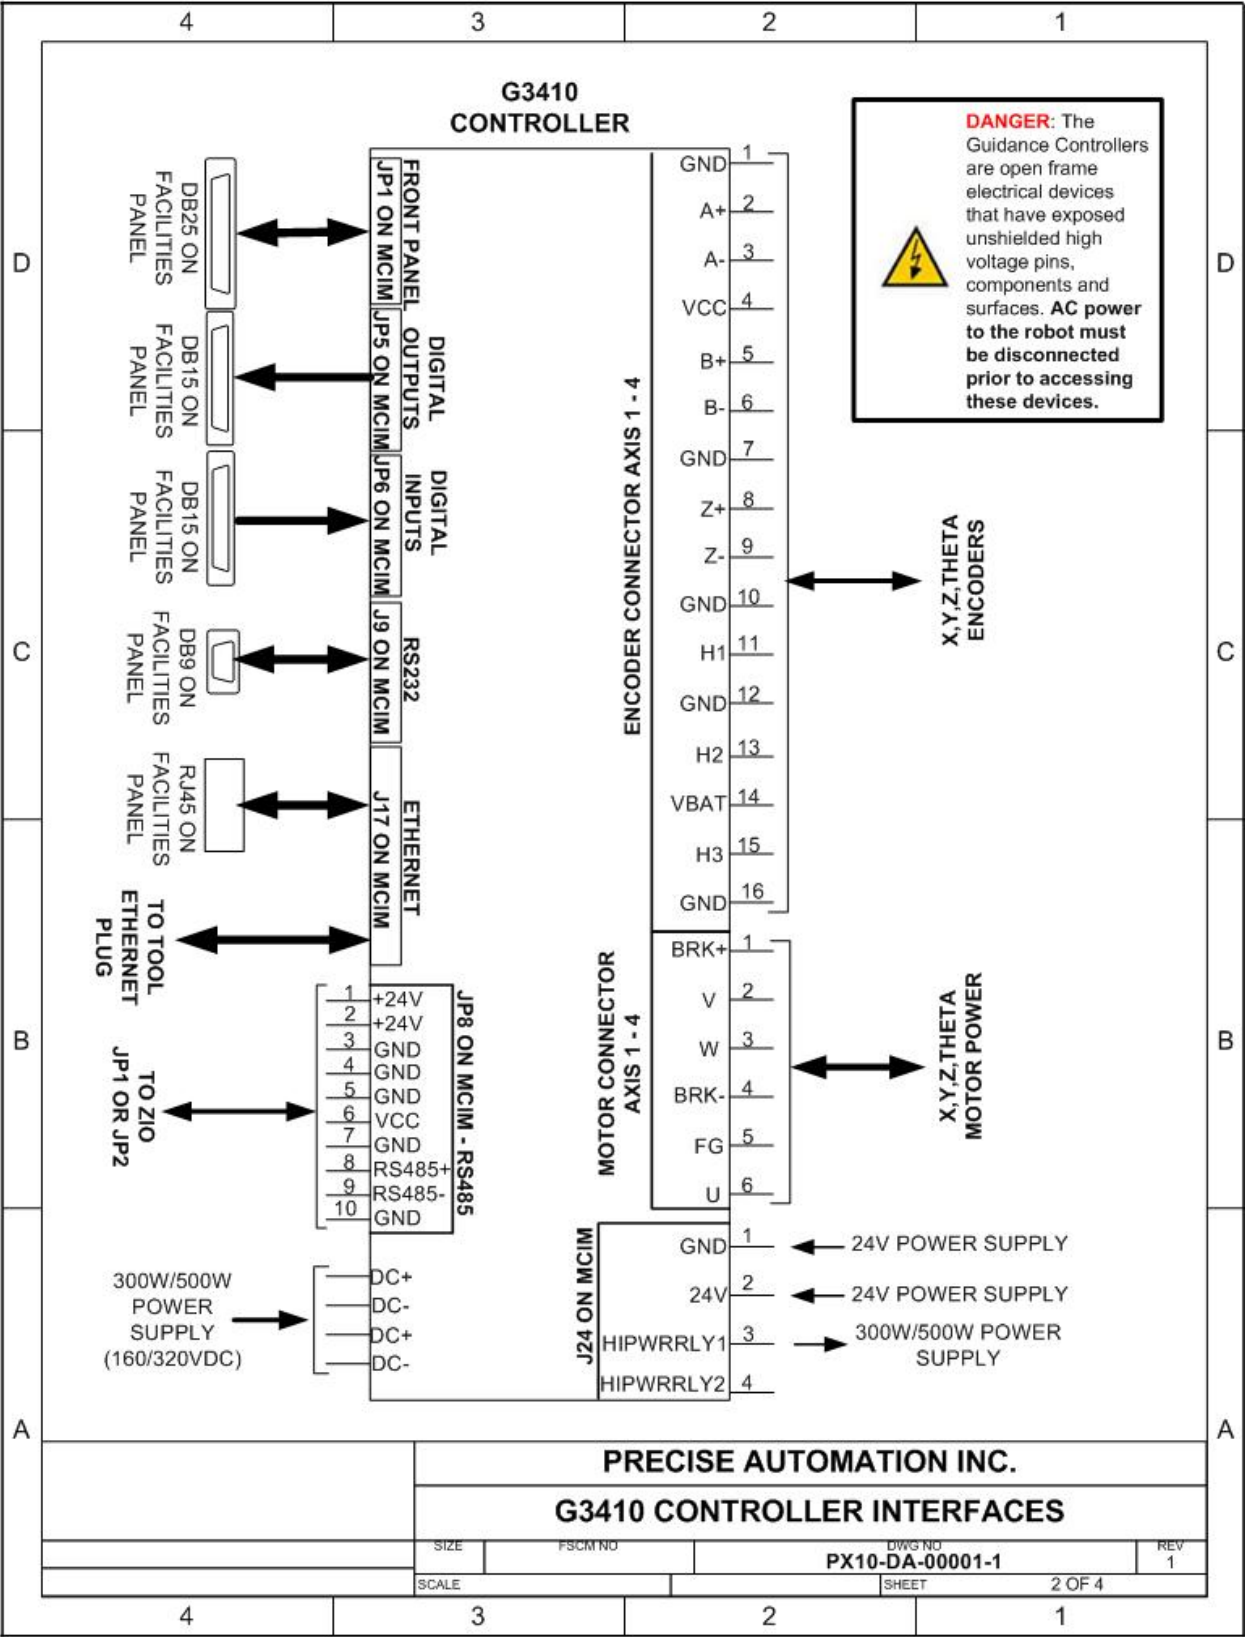 4
3
2
1
G3410
CONTROLLER
DANGER: The
Guidance Controllers
are open frame
electrical devices
that have exposed
unshielded high
voltage pins,
components and
surfaces. AC power
to the robot must
be disconnected
prior to accessing
these devices.
D
D
DB25 ON
FACILITIES
PANEL
FRONT PANEL
JP1 ON MCIM
DB15 ON
FACILITIES
PANEL
DIGITAL
OUTPUTS
JP5 ON MCIM
DB15 ON
FACILITIES
PANEL
DIGITAL
INPUTS
JP6 ON MCIM
C
C
DB9 ON
FACILITIES
PANEL
RS232
J9 ON MCIM
RJ45 ON
FACILITIES
PANEL
ETHERNET
J17 ON MCIM
TO TOOL
ETHERNET
PLUG
B
B
TO ZIO
JP1 OR JP2
1 +24V
2 +24V
3 GND
4 GND
5 GND
6 VCC
7 GND
8 RS485+
9 RS485-
10 GND
JP8 ON MCIM - RS485
300W/500W
POWER
SUPPLY
(160/320VDC)
DC+
DC-
DC+
DC-
ENCODER CONNECTOR AXIS 1 - 4
GND 1
A+ 2
A- 3
VCC 4
B+ 5
B- 6
GND 7
Z+ 8
Z- 9
GND 10
H1 11
GND 12
H2 13
VBAT 14
H3 15
GND 16
X,Y,Z,THETA
ENCODERS
MOTOR CONNECTOR
AXIS 1 - 4
BRK+ 1
V 2
W 3
BRK- 4
FG 5
U 6
X,Y,Z,THETA
MOTOR POWER
J24 ON MCIM
GND 1
24V POWER SUPPLY
24V 2
24V POWER SUPPLY
HIPWRRLY1 3
300W/500W POWER
SUPPLY
HIPWRRLY2 4
A
A
PRECISE AUTOMATION INC.
G3410 CONTROLLER INTERFACES
SIZE
FSCM NO
DWG NO
PX10-DA-00001-1
REV
1
SCALE
SHEET
2 OF 4
4
3
2
1